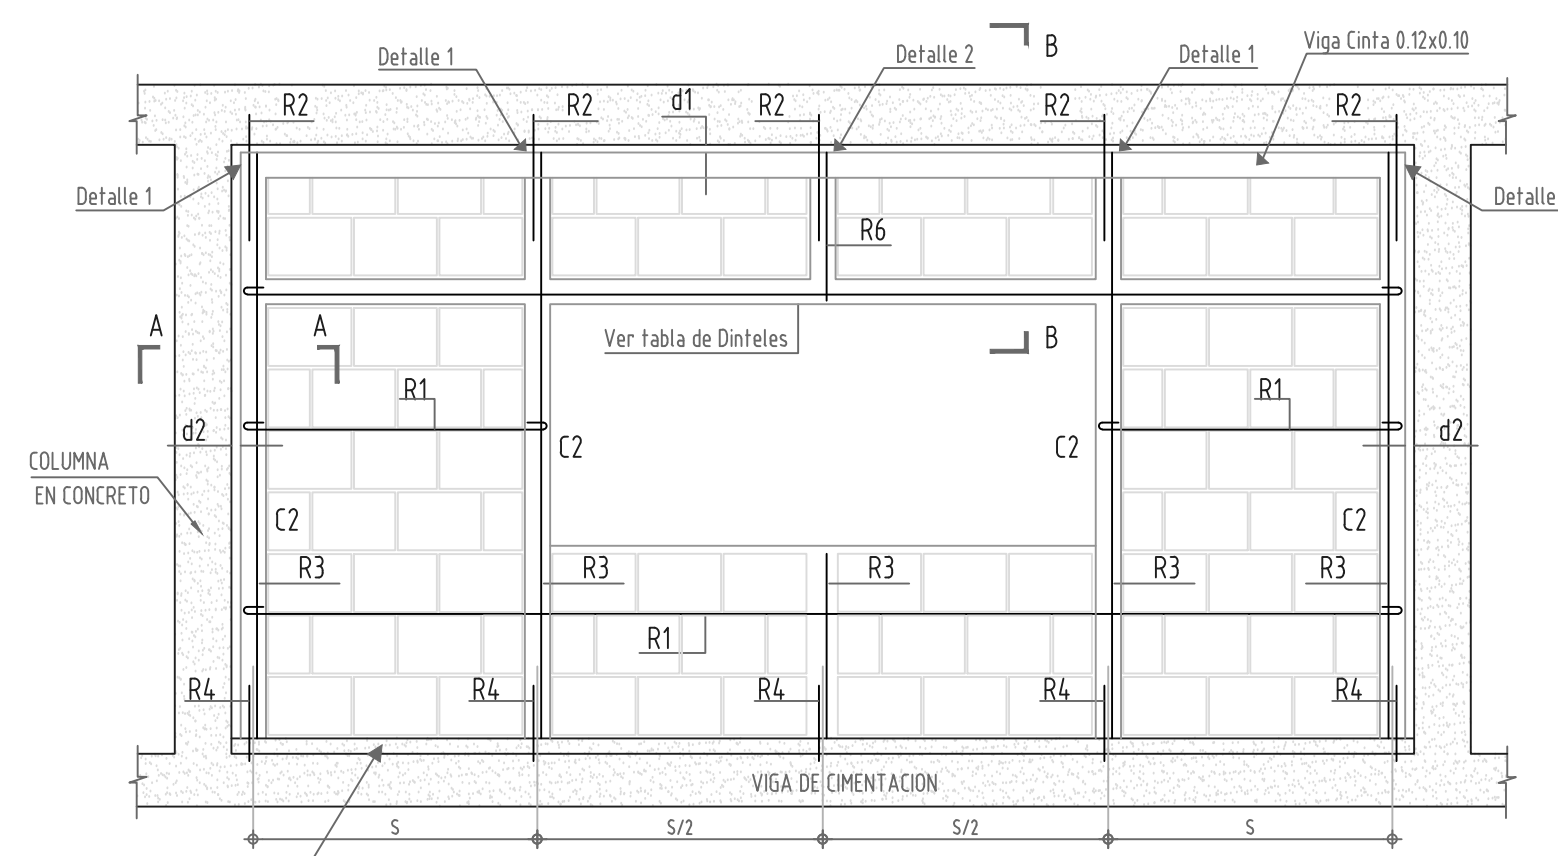 B
Viga Cinta 0.12x0.10
Detalle 1
Detalle 2
Detalle 1
R2
R2
d1
R2
R2
R2
Detalle 1
Detalle
R6
A
A
Ver tabla de Dinteles
B
R1
R1
d2
d2
C2
C2
COLUMNA
EN CONCRETO
C2
C2
R3
R3
R3
R3
R3
R1
R4
R4
R4
R4
R4
VIGA DE CIMENTACION
S
S/2
S/2
S